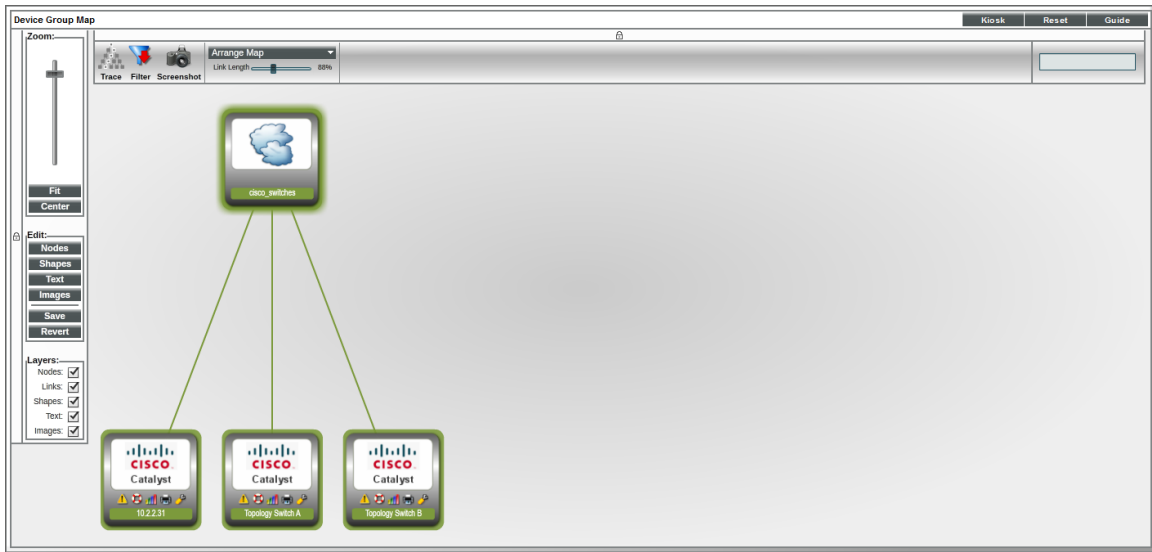 Device Group Map
Kiosk
Reset
Guide
Zoom:
Fit
Center
Edit:
Nodes
Shapes
Text
Images
Save
Revert
Layers:
Nodes:
Links:
Shapes:
Text:
Images:
Trace
Filter
Screenshot
Arrange Map
Link Length
88%
cisco_switches
CISCO
Catalyst
10.2.2.31
CISCO
Catalyst
Topology Switch A
CISCO
Catalyst
Topology Switch B